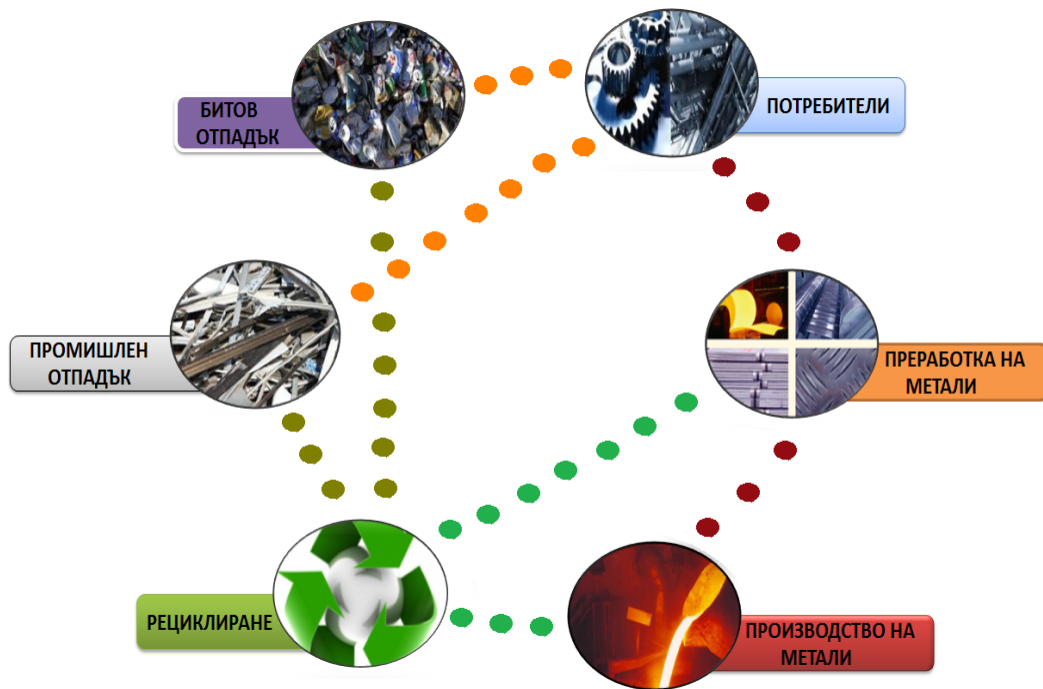 БИТОВ
ОТПАДЪК
ПОТРЕБИТЕЛИ
ПРОМИШЛЕН
ОТПАДЪК
ПРЕРАБОТКА НА
МЕТАЛИ
РЕЦИКЛИРАНЕ
ПРОИЗВОДСТВО НА
МЕТАЛИ